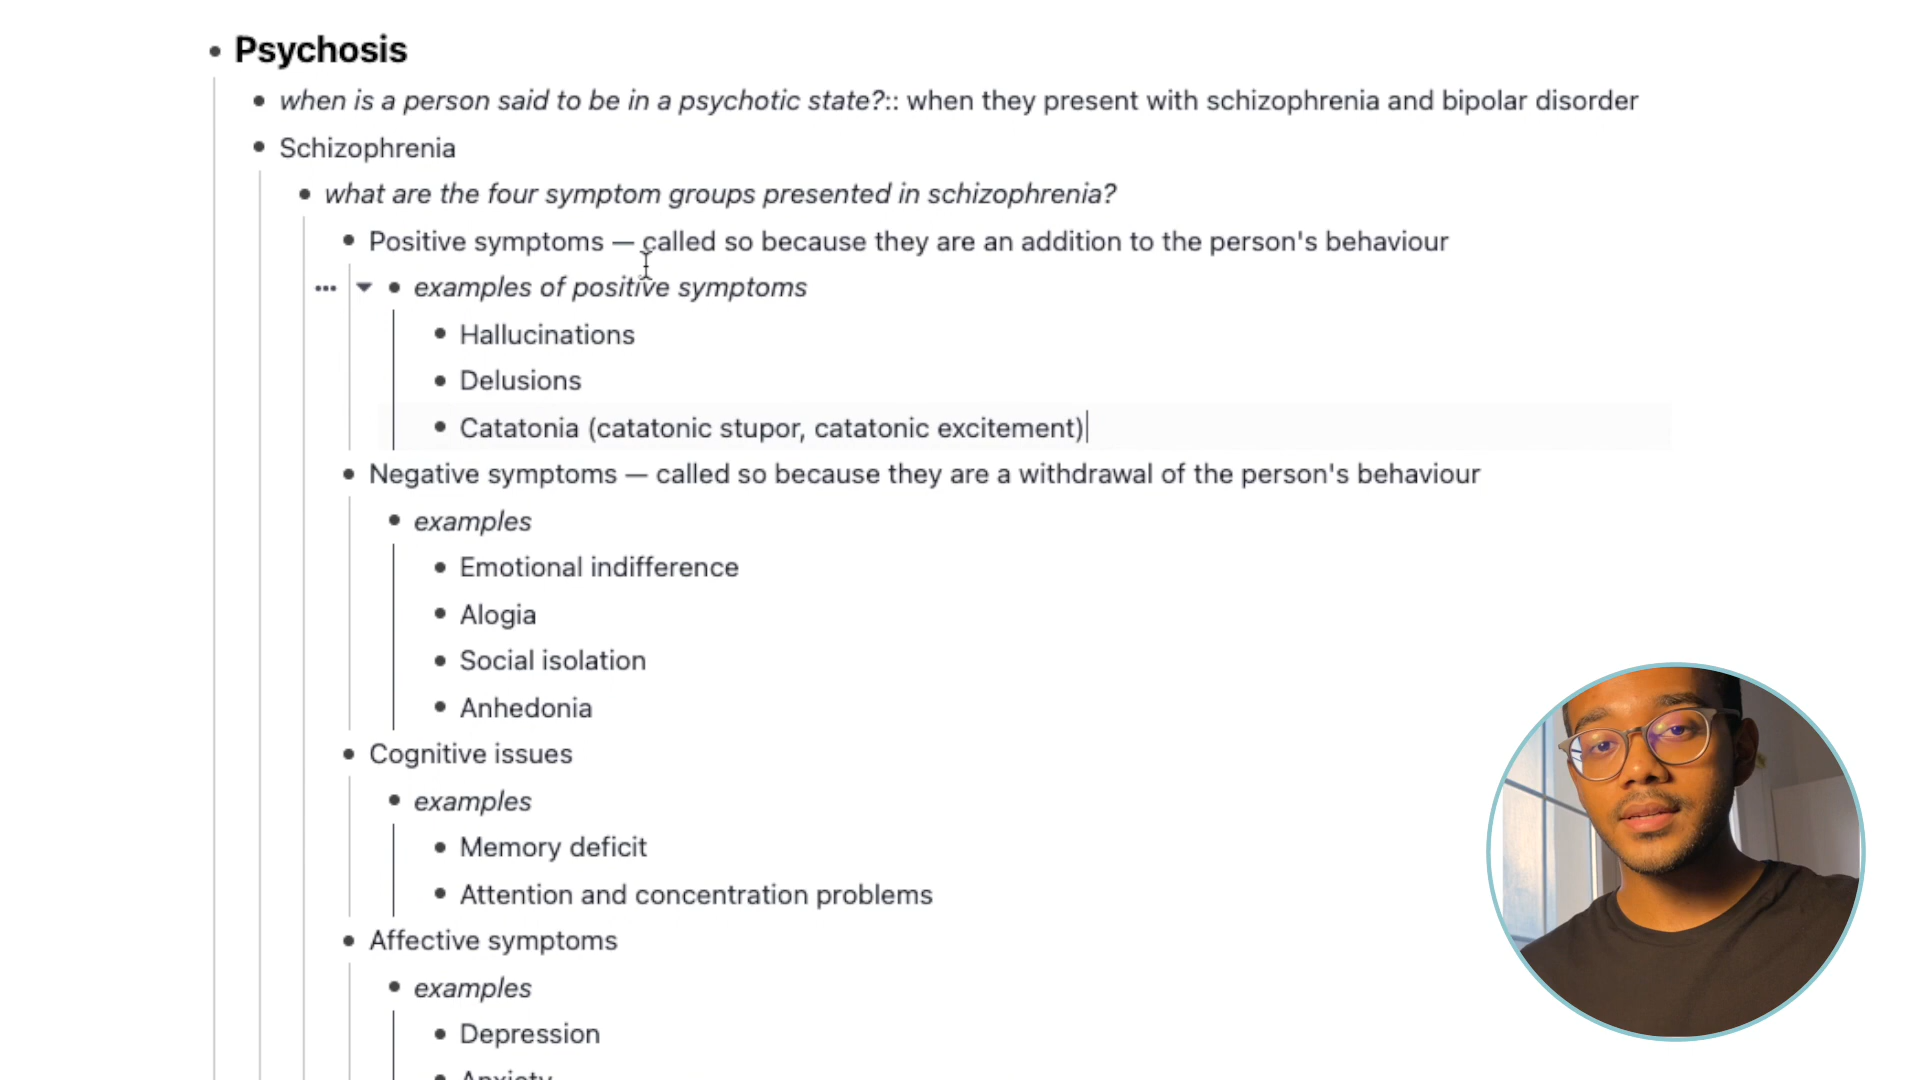 Psychosis
when is a person said to be in a psychotic state?:: when they present with schizophrenia and bipolar disorder
Schizophrenia
what are the four symptom groups presented in schizophrenia?
Positive symptoms — called so because they are an addition to the person's behaviour
examples of positive symptoms
Hallucinations
Delusions
Catatonia (catatonic stupor, catatonic excitement)
Negative symptoms — called so because they are a withdrawal of the person's behaviour
examples
Emotional indifference
Alogia
Social isolation
Anhedonia
Cognitive issues
examples
Memory deficit
Attention and concentration problems
Affective symptoms
examples
Depression
Anxiety